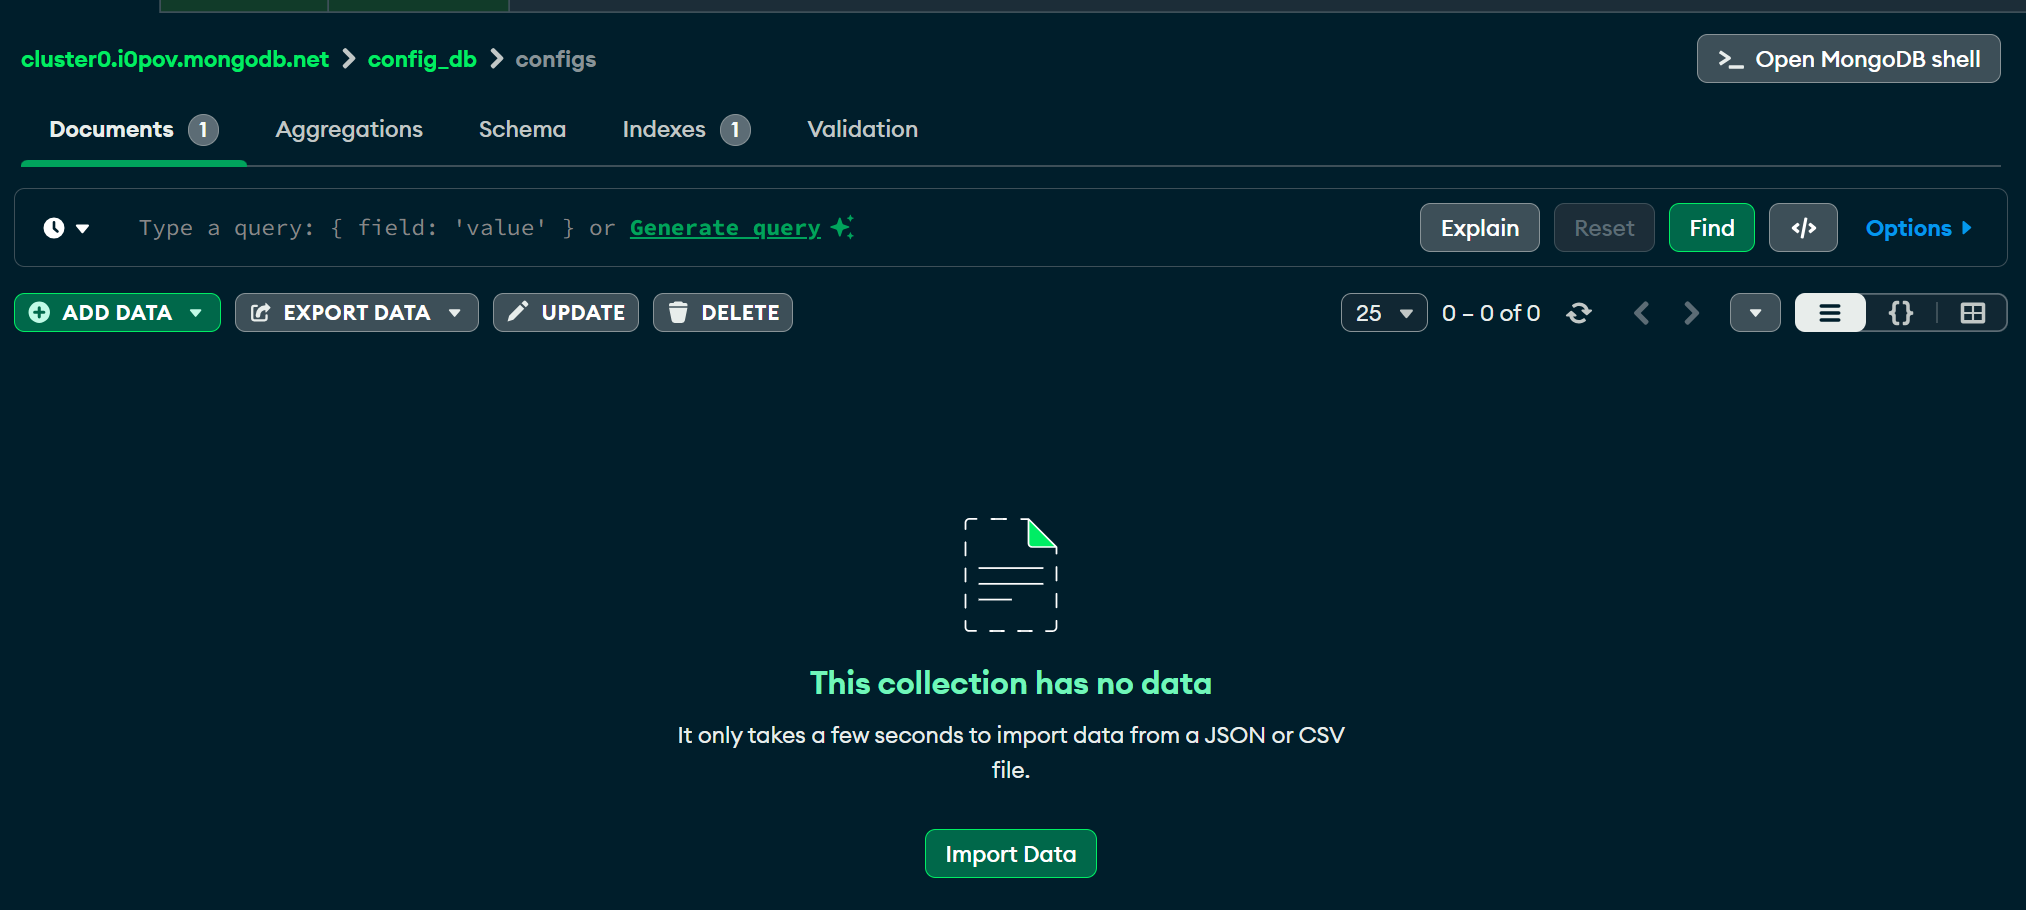 cluster0.i0pov.mongodb.net > config_db > configs
>_ Open MongoDB shell
Documents 1 Aggregations Schema Indexes 1 Validation
Type a query: { field: 'value' } or Generate query
Explain Reset Find </> Options
ADD DATA EXPORT DATA UPDATE DELETE 25 0 – 0 of 0 {}
This collection has no data
It only takes a few seconds to import data from a JSON or CSV
file.
Import Data